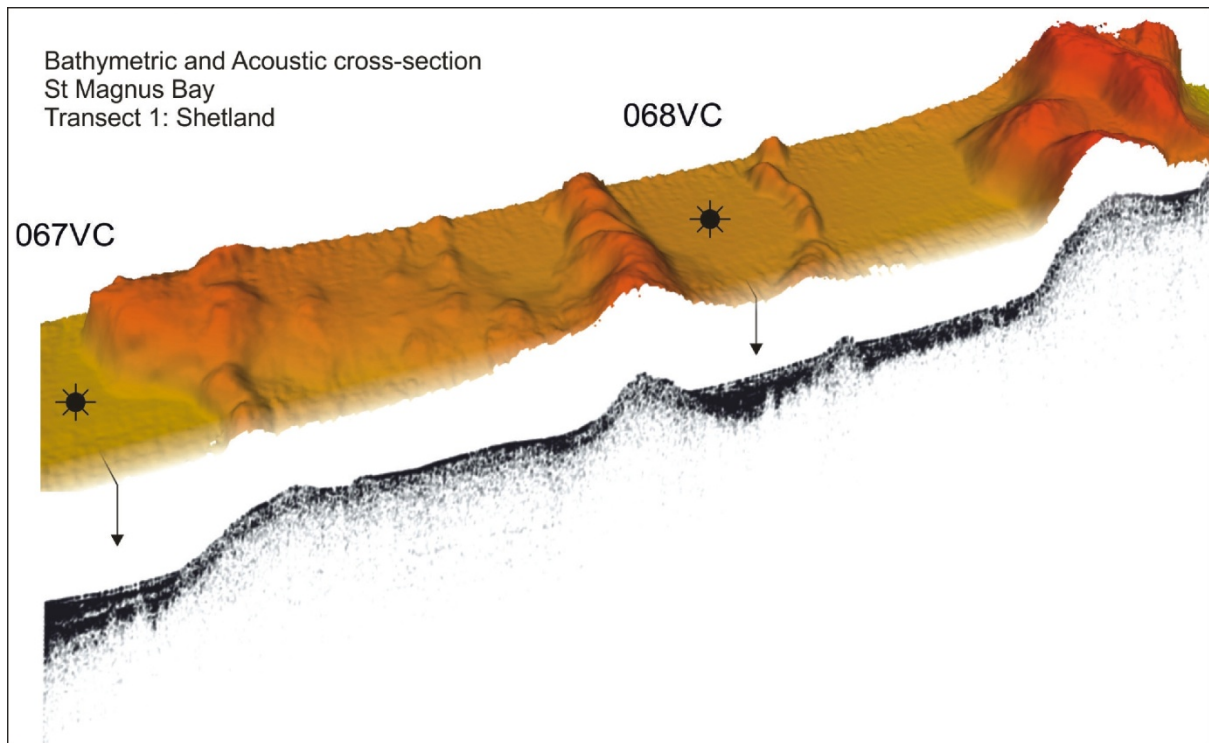 Bathymetric and Acoustic cross-section
St Magnus Bay
Transect 1: Shetland
068VC
067VC